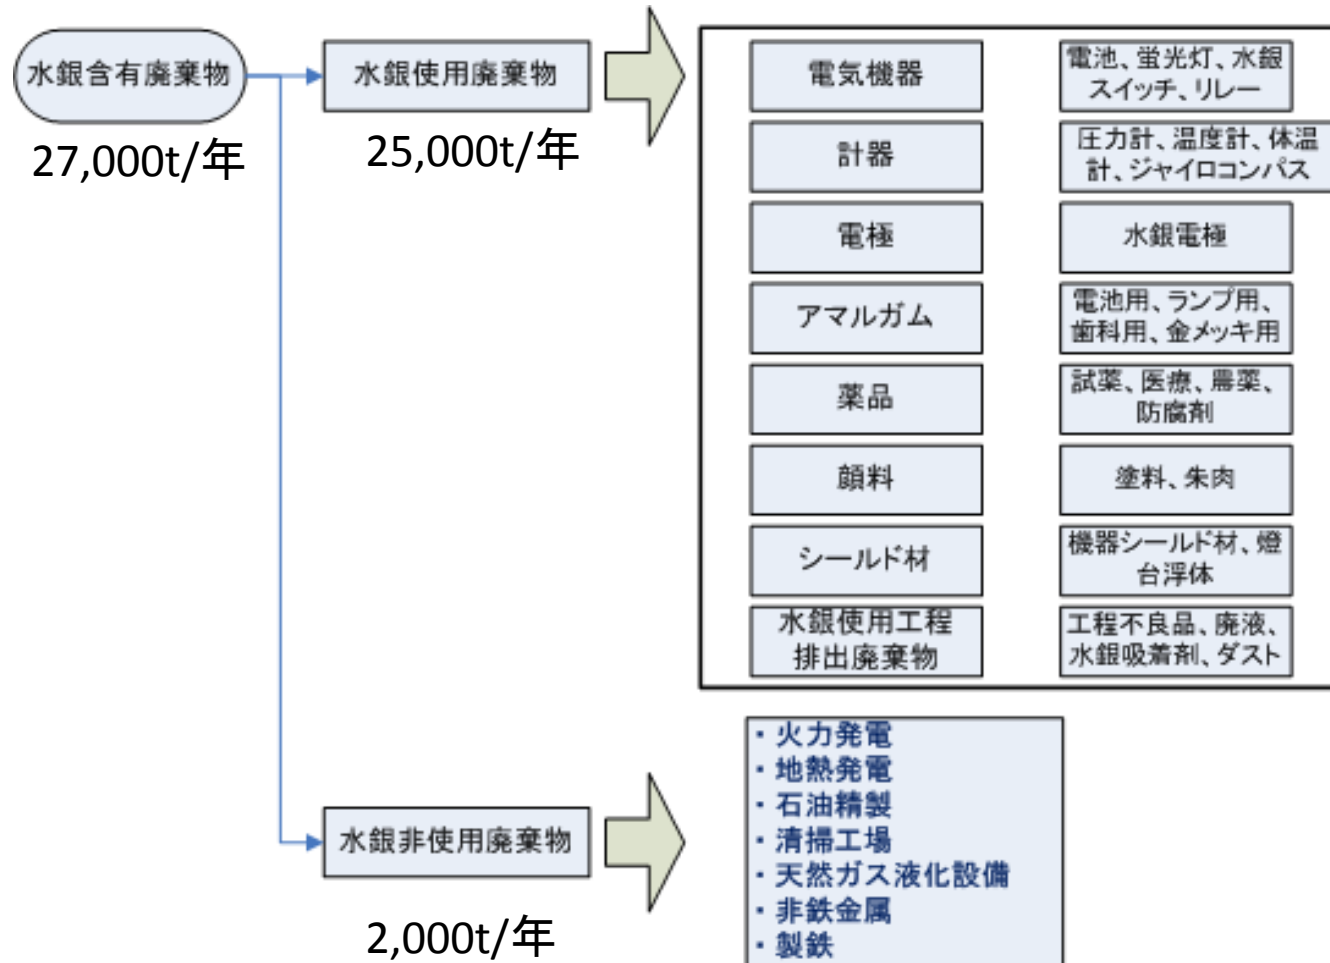 水銀含有廃棄物
27,000t/年
水銀使用廃棄物
25,000t/年
電気機器
電池、蛍光灯、水銀
スイッチ、リレー
計器
圧力計、温度計、体温
計、ジャイロコンパス
電極
水銀電極
アマルガム
電池用、ランプ用、
歯科用、金メッキ用
薬品
試薬、医療、農薬、
防腐剤
顔料
塗料、朱肉
シールド材
機器シールド材、燈
台浮体
水銀使用工程
排出廃棄物
工程不良品、廃液、
水銀吸着剤、ダスト
水銀非使用廃棄物
2,000t/年
・火力発電
・地熱発電
・石油精製
・清掃工場
・天然ガス液化設備
・非鉄金属
・製鉄